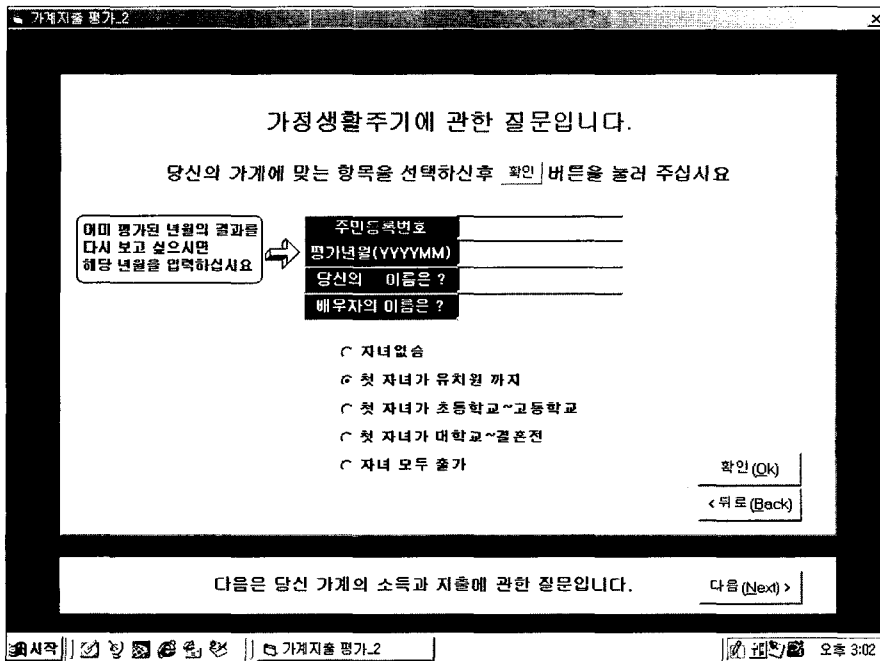 가계지출 평가_2
가정생활주기에 관한 질문입니다.
당신의 가계에 맞는 항목을 선택하신후 확인 버튼을 눌러 주십시요
이미 평가된 년월의 결과를
다시 보고 싶으시면
해당 년월을 입력하십시요
주민등록번호
평가년월(YYYYMM)
당신의 이름은 ?
배우자의 이름은 ?
자녀없슴
첫 자녀가 유치원 까지
첫 자녀가 초등학교~고등학교
첫 자녀가 대학교~결혼전
자녀 모두 출가
확인(Ok)
<뒤로(Back)
다음은 당신 가계의 소득과 지출에 관한 질문입니다.
다음(Next) >
시작
가계지출 평가_2
오후 3:02